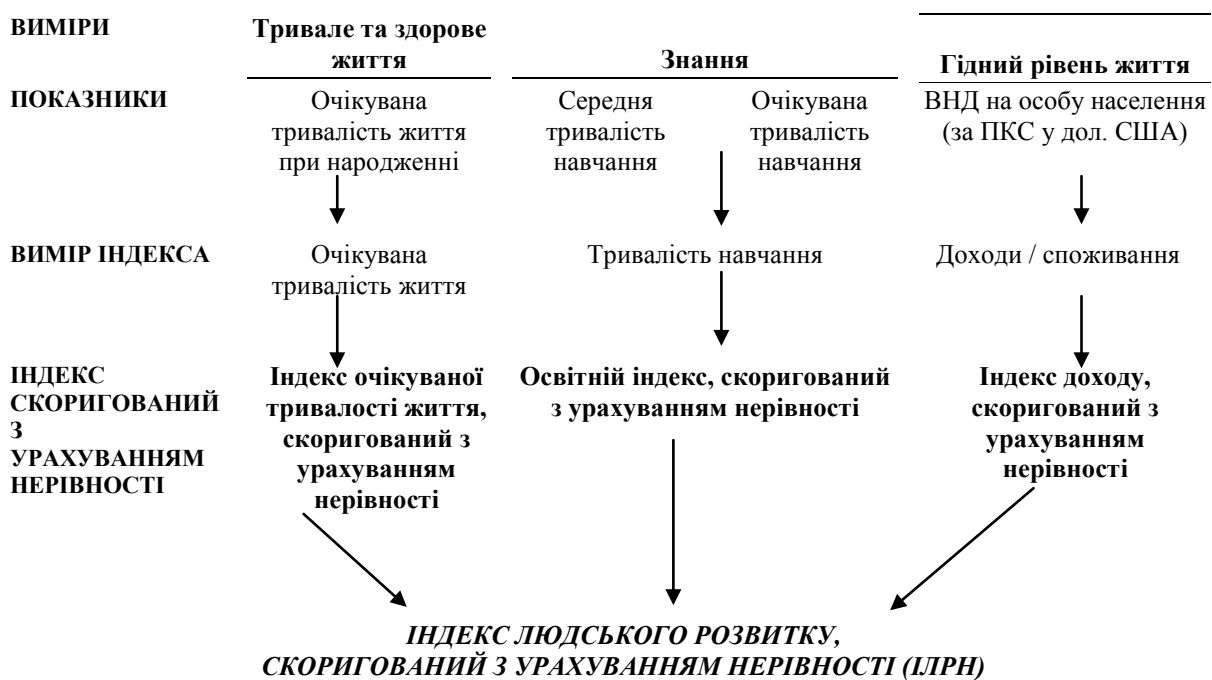 ВИМІРИ
Тривале та здорове
життя
Знання
Гідний рівень життя
ПОКАЗНИКИ
Очікувана
тривалість життя
при народженні
Середня
тривалість
навчання
Очікувана
тривалість
навчання
ВНД на особу населення
(за ПКС у дол. США)
ВИМІР ІНДЕКСА
Очікувана
тривалість життя
Тривалість навчання
Доходи / споживання
ІНДЕКС
СКОРИГОВАНИЙ
З
УРАХУВАННЯМ
НЕРІВНОСТІ
Індекс очікуваної
тривалості життя,
скоригований з
урахуванням
нерівності
Освітній індекс, скоригований
з урахуванням нерівності
Індекс доходу,
скоригований з
урахуванням
нерівності
ІНДЕКС ЛЮДСЬКОГО РОЗВИТКУ,
СКОРИГОВАНИЙ З УРАХУВАННЯМ НЕРІВНОСТІ (ІЛРН)